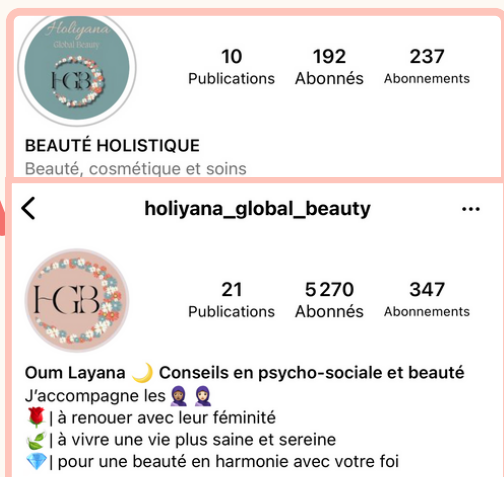 Holiyana
Global Beauty
HGB
10 192 237
Publications Abonnés Abonnements
BEAUTÉ HOLISTIQUE
Beauté, cosmétique et soins
holiyana_global_beauty
HGB
21 5 270 347
Publications Abonnés Abonnements
Oum Layana 🌙 Conseils en psycho-sociale et beauté
J'accompagne les 🧕🏾 🧕🏻
🌹| à renouer avec leur féminité
🌿| à vivre une vie plus saine et sereine
💎| pour une beauté en harmonie avec votre foi